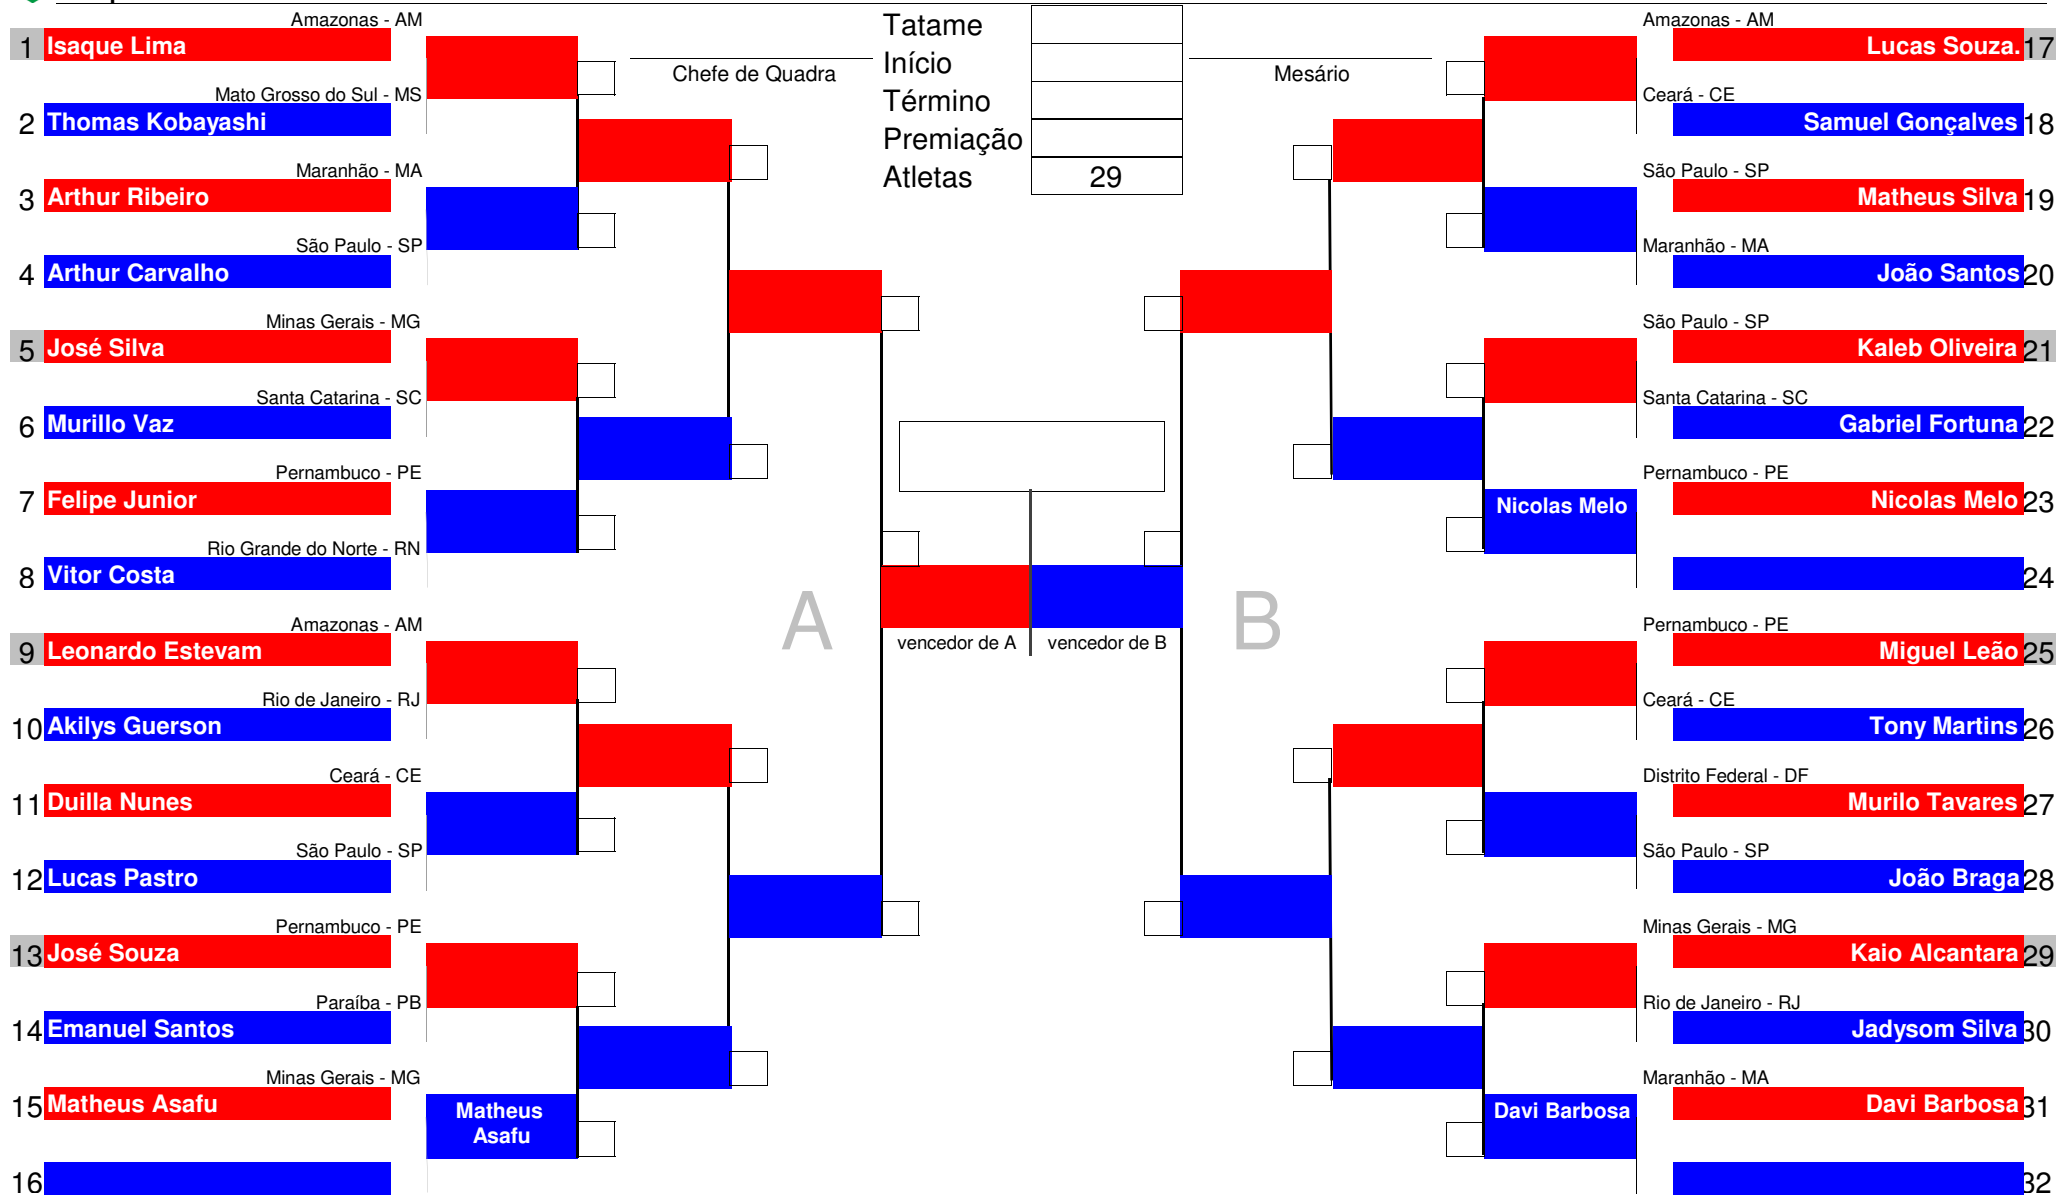 Amazonas - AM
1 Isaque Lima
Mato Grosso do Sul - MS
2 Thomas Kobayashi
Maranhão - MA
3 Arthur Ribeiro
São Paulo - SP
4 Arthur Carvalho
Minas Gerais - MG
5 José Silva
Santa Catarina - SC
6 Murillo Vaz
Pernambuco - PE
7 Felipe Junior
Rio Grande do Norte - RN
8 Vitor Costa
Amazonas - AM
9 Leonardo Estevam
Rio de Janeiro - RJ
10 Akilys Guerson
Ceará - CE
11 Duilla Nunes
São Paulo - SP
12 Lucas Pastro
Pernambuco - PE
13 José Souza
Paraíba - PB
14 Emanuel Santos
Minas Gerais - MG
15 Matheus Asafu
16
Matheus
Asafu
Chefe de Quadra
Tatame
Início
Término
Premiação
Atletas 29
Mesário
A
B
vencedor de A
vencedor de B
Amazonas - AM
Lucas Souza. 17
Ceará - CE
Samuel Gonçalves 18
São Paulo - SP
Matheus Silva 19
Maranhão - MA
João Santos 20
São Paulo - SP
Kaleb Oliveira 21
Santa Catarina - SC
Gabriel Fortuna 22
Pernambuco - PE
Nicolas Melo 23
Nicolas Melo
24
Pernambuco - PE
Miguel Leão 25
Ceará - CE
Tony Martins 26
Distrito Federal - DF
Murilo Tavares 27
São Paulo - SP
João Braga 28
Minas Gerais - MG
Kaio Alcantara 29
Rio de Janeiro - RJ
Jadysom Silva 30
Maranhão - MA
Davi Barbosa 31
Davi Barbosa
32